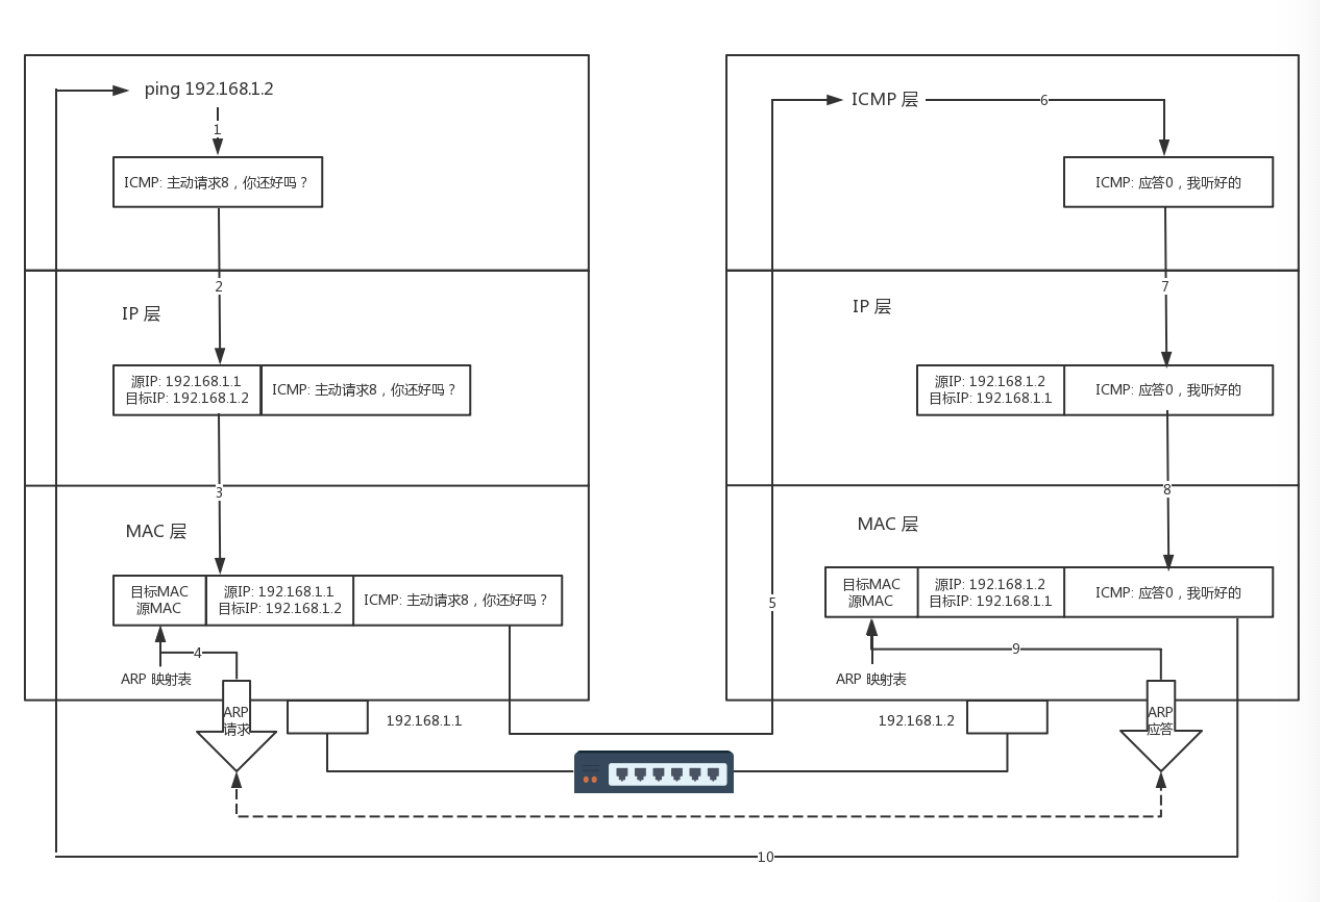 ping 192.168.1.2
1
ICMP: 主动请求8，你还好吗？
2
IP 层
源IP: 192.168.1.1
目标IP: 192.168.1.2
ICMP: 主动请求8，你还好吗？
3
MAC 层
目标MAC
源MAC
源IP: 192.168.1.1
目标IP: 192.168.1.2
ICMP: 主动请求8，你还好吗？
4
ARP 映射表
ARP
请求
192.168.1.1
5
ICMP 层
6
ICMP: 应答0，我听好的
7
IP 层
源IP: 192.168.1.2
目标IP: 192.168.1.1
ICMP: 应答0，我听好的
8
MAC 层
目标MAC
源MAC
源IP: 192.168.1.2
目标IP: 192.168.1.1
ICMP: 应答0，我听好的
9
ARP 映射表
ARP
应答
192.168.1.2
10